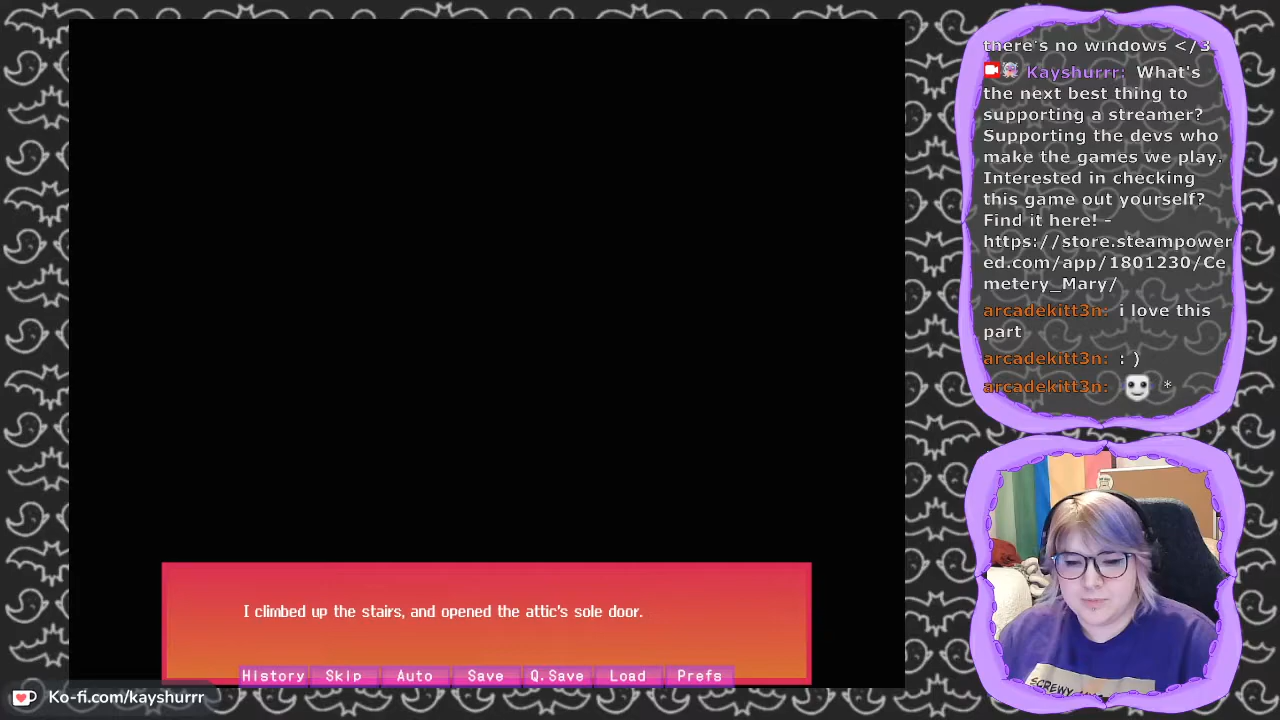 there's no windows </3
Kayshurrr: What's
the next best thing to
supporting a streamer?
Supporting the devs who
make the games we play.
Interested in checking
this game out yourself?
Find it here! -
https://store.steampower
ed.com/app/1801230/Ce
metery_Mary/
arcadekitt3n: i love this
part
arcadekitt3n: : )
arcadekitt3n: *
SCREWY
I climbed up the stairs, and opened the attic's sole door.
History Skip Auto Save Q.Save Load Prefs
Ko-fi.com/kayshurrr